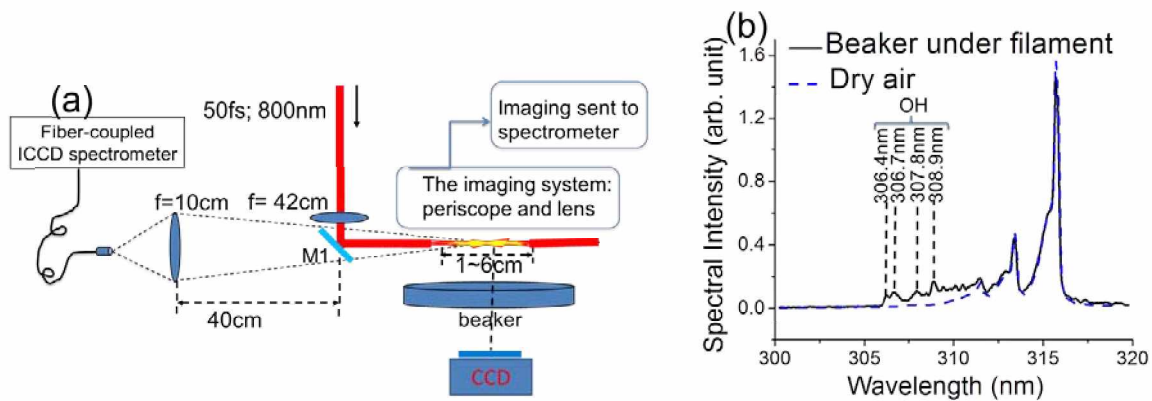 (a)
50fs; 800nm
Imaging sent to
spectrometer
Fiber-coupled
ICCD spectrometer
The imaging system:
periscope and lens
f=10cm
f= 42cm
M1
1~6cm
40cm
beaker
CCD
(b)
Beaker under filament
Dry air
OH
306.4nm
306.7nm
307.8nm
308.9nm
Spectral Intensity (arb. unit)
1.6
1.2
0.8
0.4
0.0
300
305
310
315
320
Wavelength (nm)